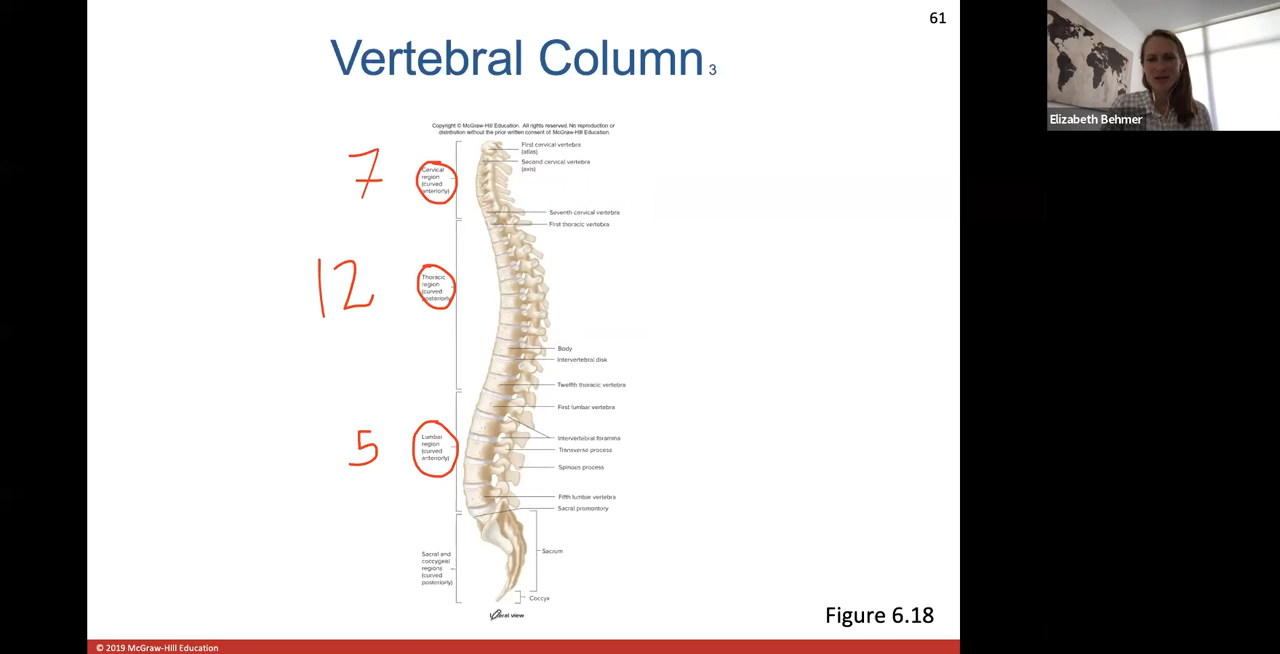 61
Vertebral Column 3
Copyright © McGraw-Hill Education. All rights reserved. No reproduction or
distribution without the prior written consent of McGraw-Hill Education.
7
Cervical
region
(curved
anteriorly)
First cervical vertebra
(atlas)
Second cervical vertebra
(axis)
Seventh cervical vertebra
First thoracic vertebra
12
Thoracic
region
(curved
posteriorly)
Body
Intervertebral disk
Twelfth thoracic vertebra
First lumbar vertebra
5
Lumbar
region
(curved
anteriorly)
Intervertebral foramina
Transverse process
Spinous process
Fifth lumbar vertebra
Sacral promontory
Sacral and
coccygeal
regions
(curved
posteriorly)
Sacrum
Coccyx
view
Figure 6.18
© 2019 McGraw-Hill Education
Elizabeth Behmer